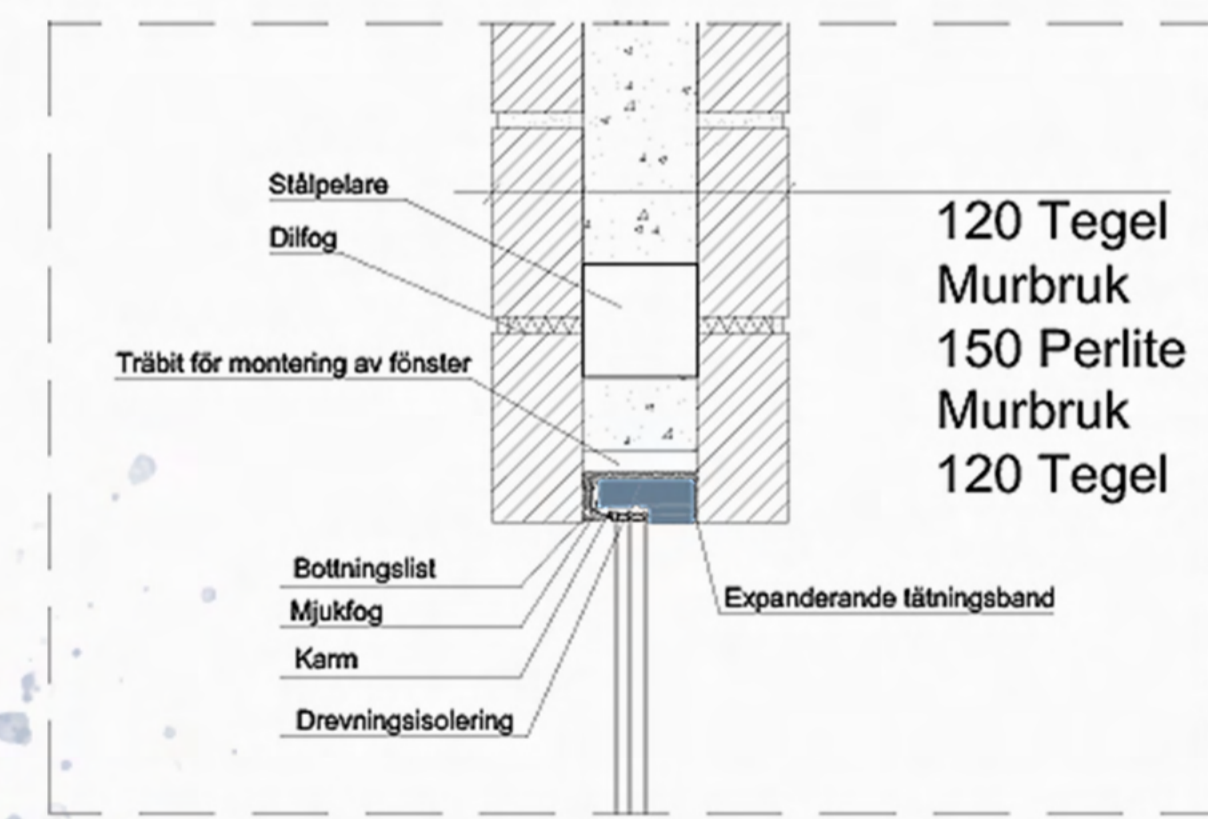 Stålpelare
Dilfog
Träbit för montering av fönster
120 Tegel
Murbruk
150 Perlite
Murbruk
120 Tegel
Bottningslist
Mjukfog
Karm
Drevningsisolering
Expanderande tätningsband